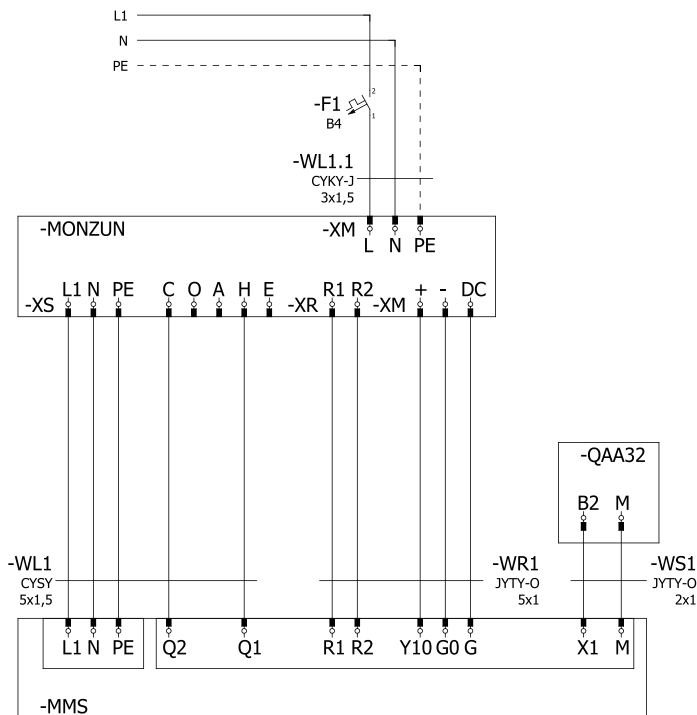 L1
N
PE
-F1
2
1
B4
-WL1.1
CYKY-J
3x1,5
-MONZUN -XM
L N PE
L1 N PE C O A H E R1 R2 + - DC
-XS -XR -XM
-QAA32
B2 M
-WL1 -WR1 -WS1
CYSY JYTY-O JYTY-O
5x1,5 5x1 2x1
L1 N PE Q2 Q1 R1 R2 Y10 G0 G X1 M
-MMS